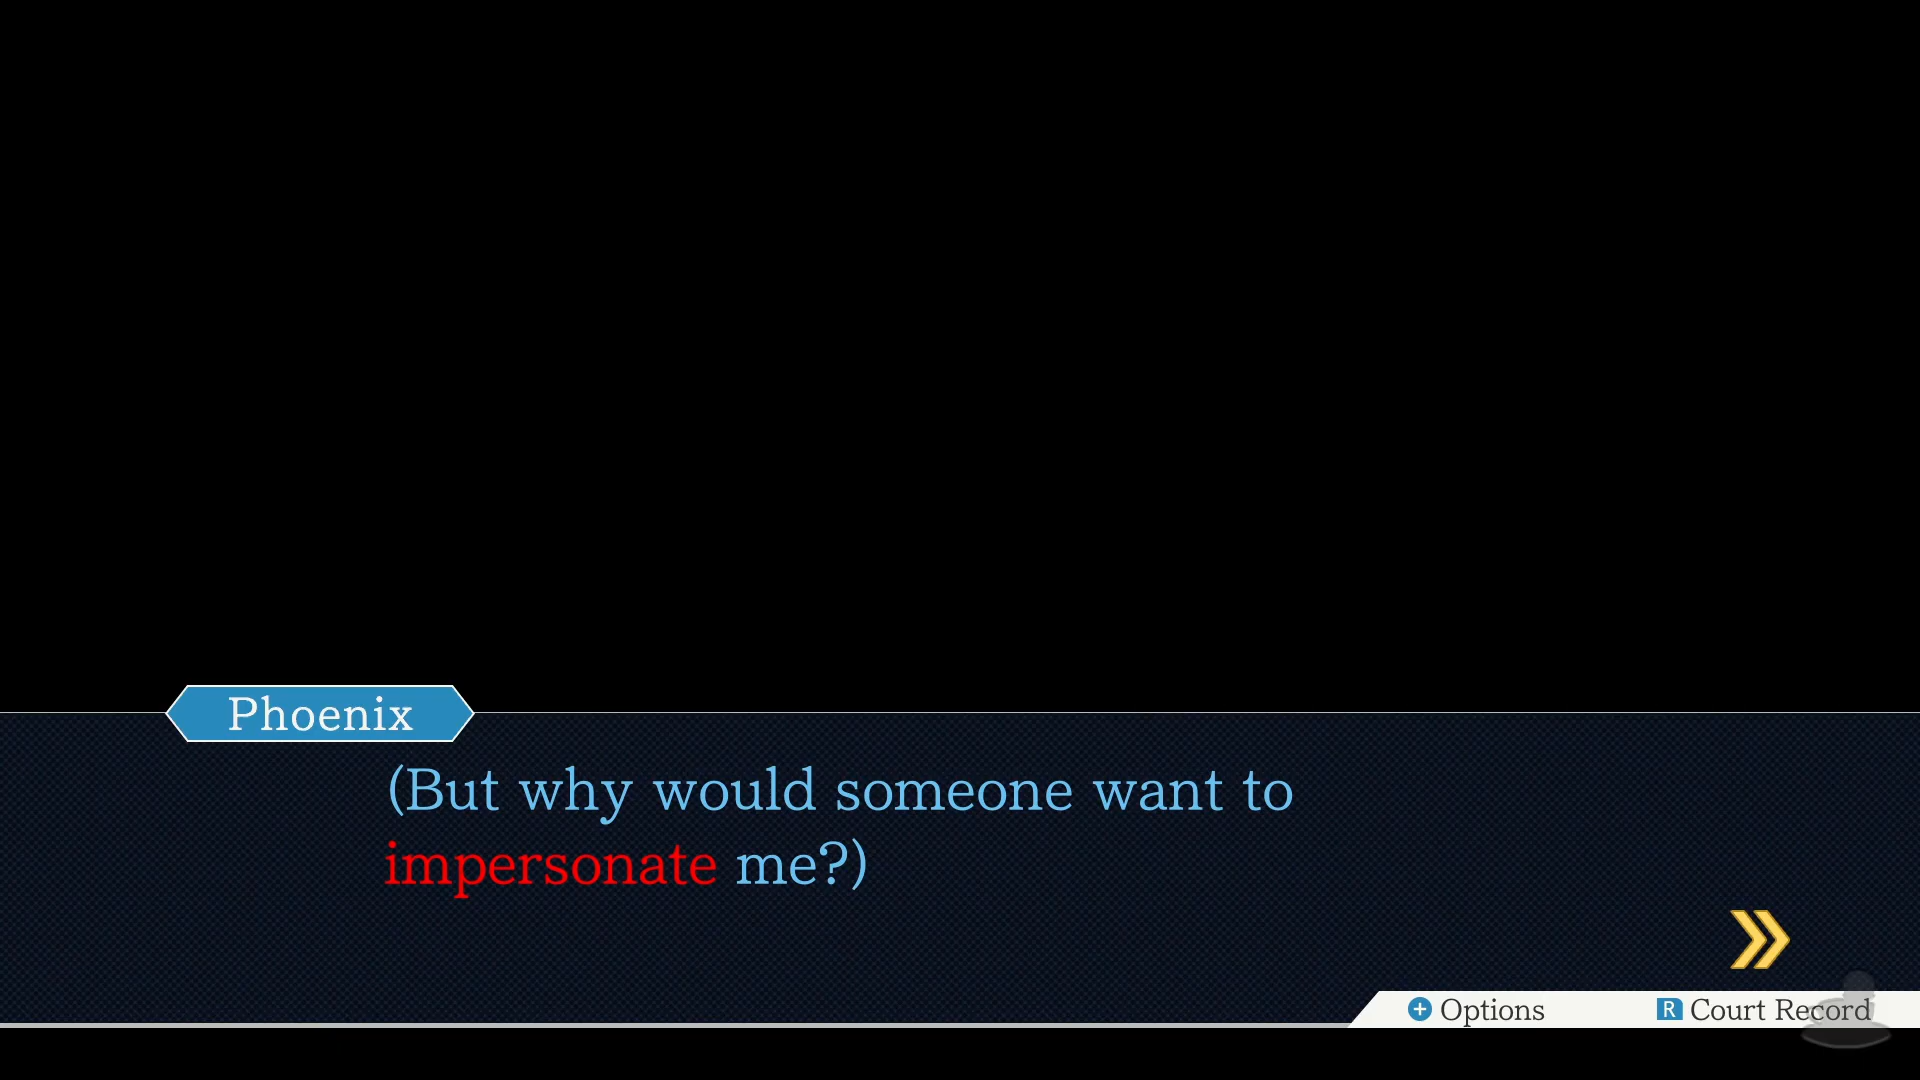 Phoenix
(But why would someone want to
impersonate me?)
+ Options
R Court Record